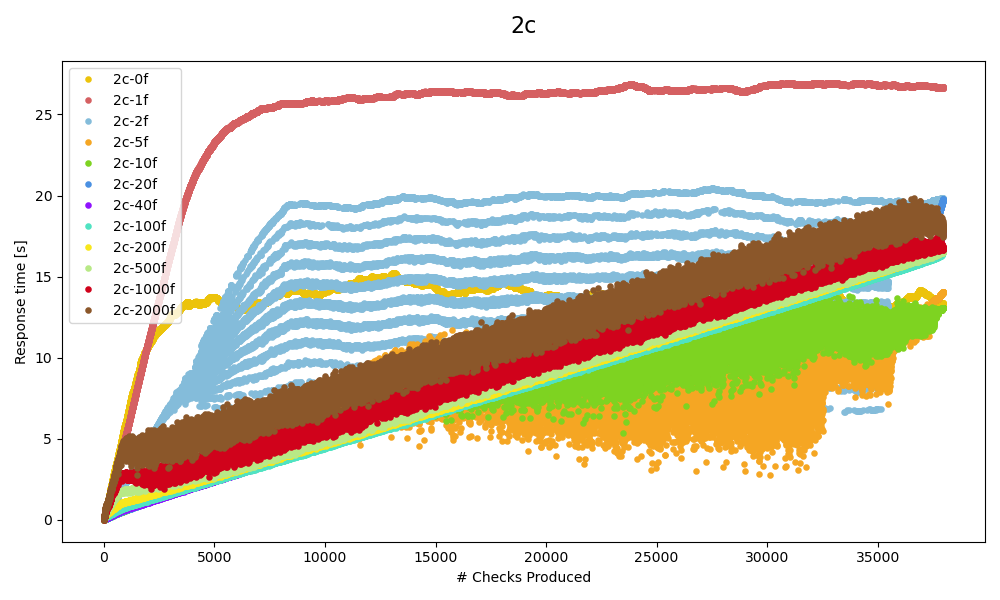 2c
2c-0f
2c-1f
2c-2f
2c-5f
2c-10f
2c-20f
2c-40f
2c-100f
2c-200f
2c-500f
2c-1000f
2c-2000f
Response time [s]
25
20
15
10
5
0
0 5000 10000 15000 20000 25000 30000 35000
# Checks Produced